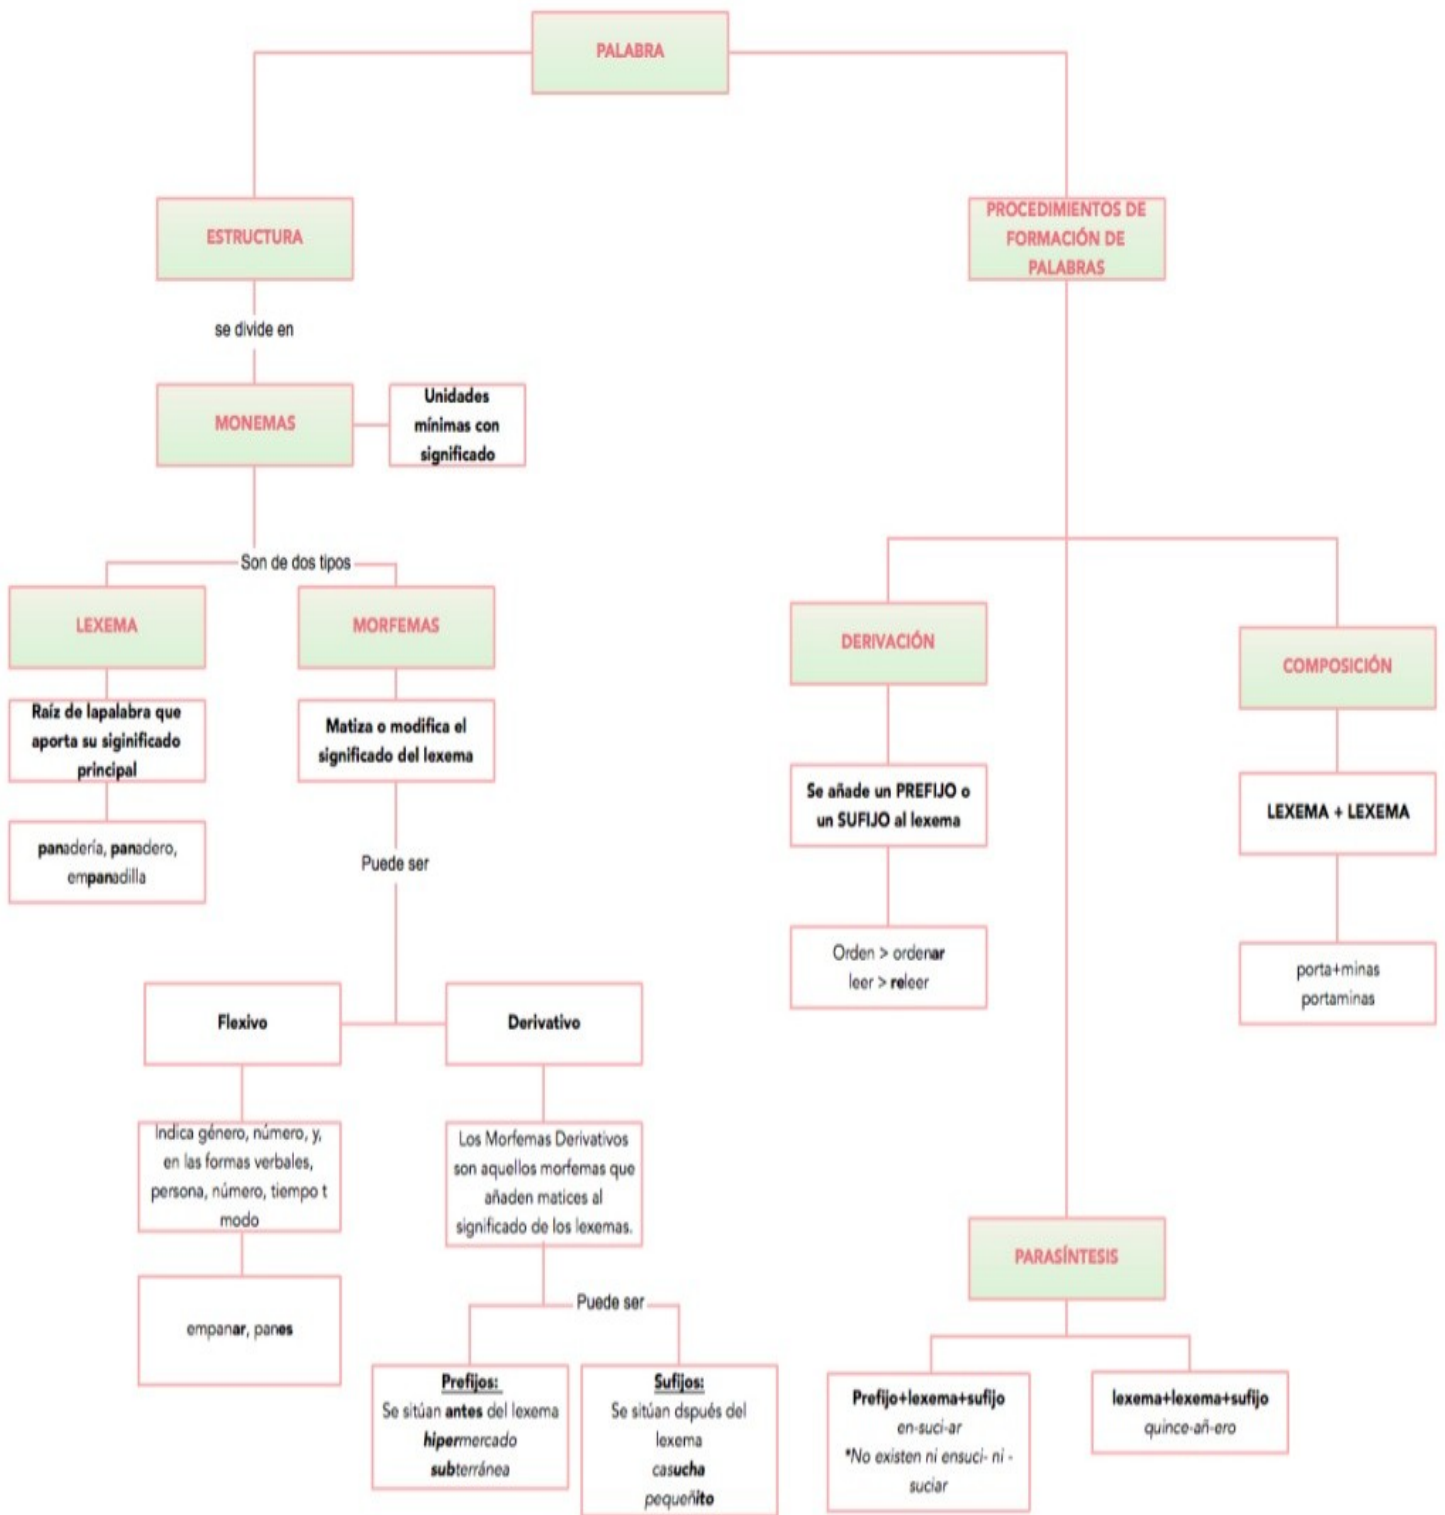 PALABRA
ESTRUCTURA
se divide en
MONEMAS
Unidades
mínimas con
significado
Son de dos tipos
LEXEMA
Raíz de lapalabra que
aporta su siginificado
principal
panadería, panadero,
empanadilla
MORFEMAS
Matiza o modifica el
significado del lexema
Puede ser
Flexivo
Indica género, número, y,
en las formas verbales,
persona, número, tiempo t
modo
empanar, panes
Derivativo
Los Morfemas Derivativos
son aquellos morfemas que
añaden matices al
significado de los lexemas.
Puede ser
Prefijos:
Se sitúan antes del lexema
hipermercado
subterránea
Sufijos:
Se sitúan dspués del
lexema
casucha
pequeñito
PROCEDIMIENTOS DE
FORMACIÓN DE
PALABRAS
DERIVACIÓN
Se añade un PREFIJO o
un SUFIJO al lexema
Orden > ordenar
leer > releer
COMPOSICIÓN
LEXEMA + LEXEMA
porta+minas
portaminas
PARASÍNTESIS
Prefijo+lexema+sufijo
en-suci-ar
*No existen ni ensuci- ni -
suciar
lexema+lexema+sufijo
quince-añ-ero